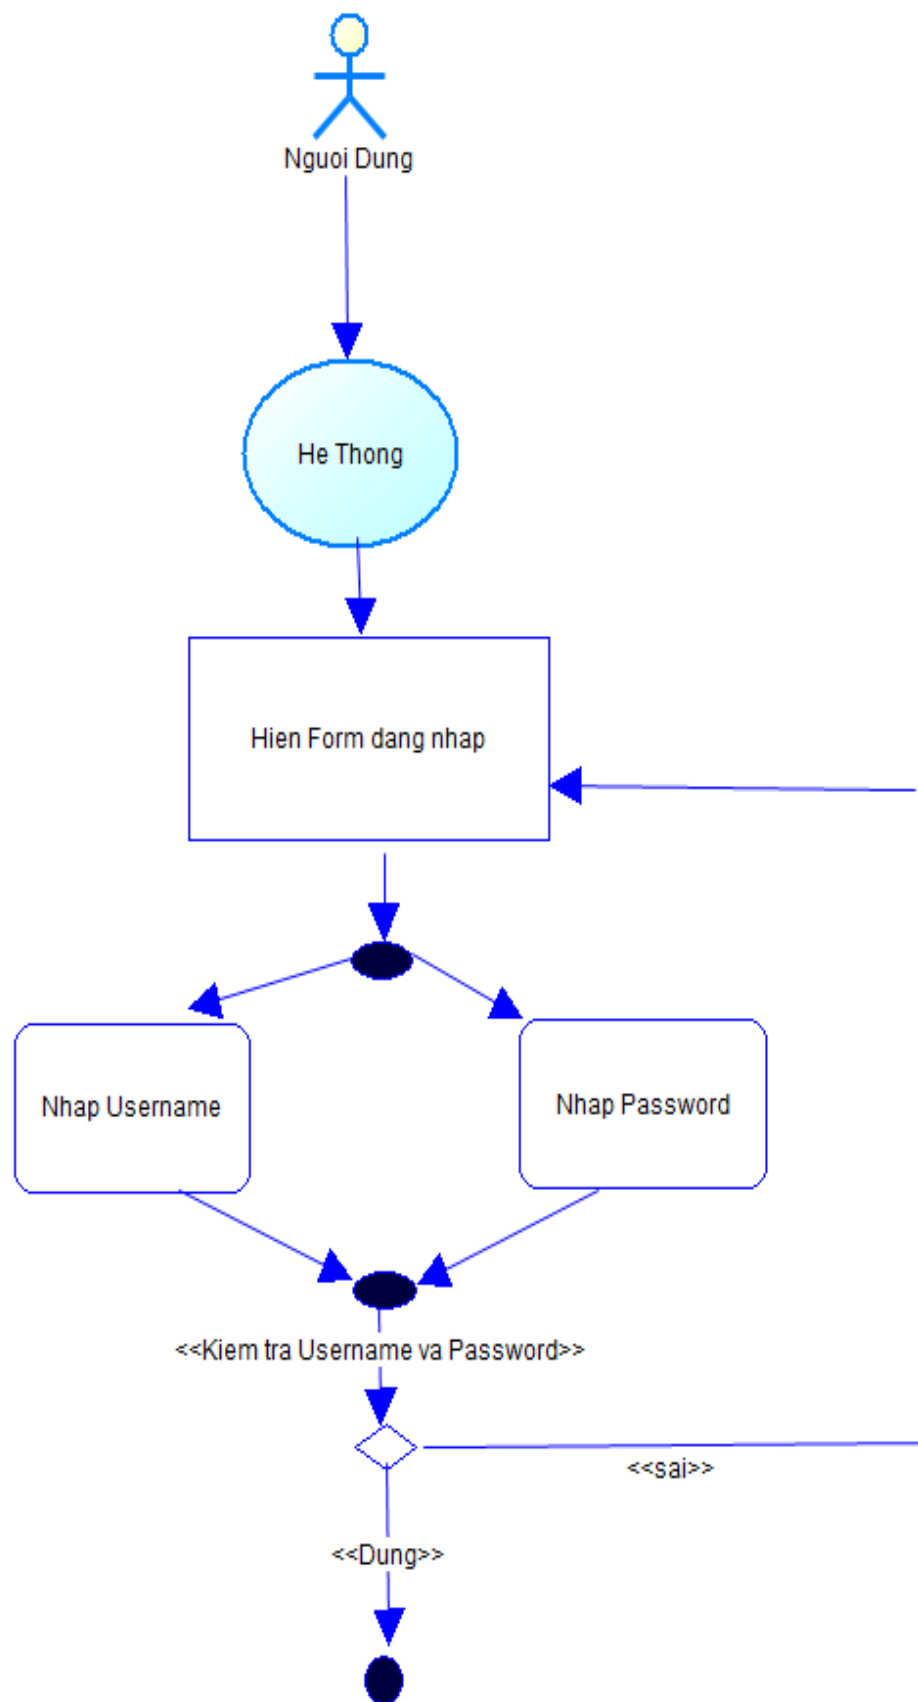 Nguoi Dung
He Thong
Hien Form dang nhap
Nhap Username
Nhap Password
<<Kiem tra Username va Password>>
<<sai>>
<<Dung>>